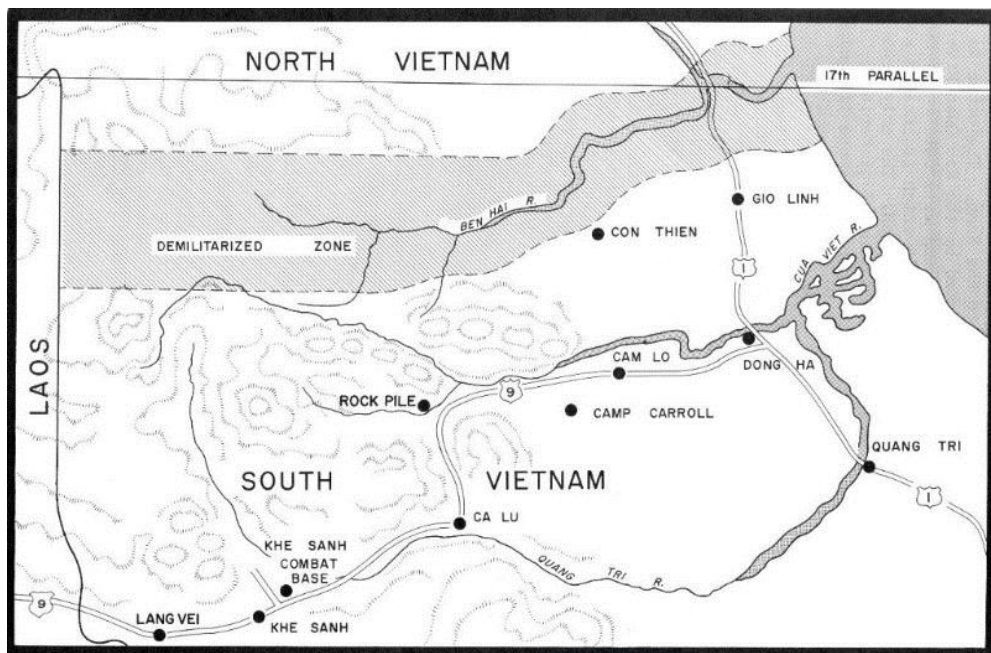 NORTH VIETNAM
17th PARALLEL
LAOS
BEN HAI R.
GIO LINH
CON THIEN
DEMILITARIZED ZONE
CUA VIET R.
1
CAM LO
DONG HA
9
ROCK PILE
CAMP CARROLL
QUANG TRI
SOUTH VIETNAM
1
CA LU
KHE SANH
COMBAT
BASE
QUANG TRI R.
9
LANG VEI
KHE SANH